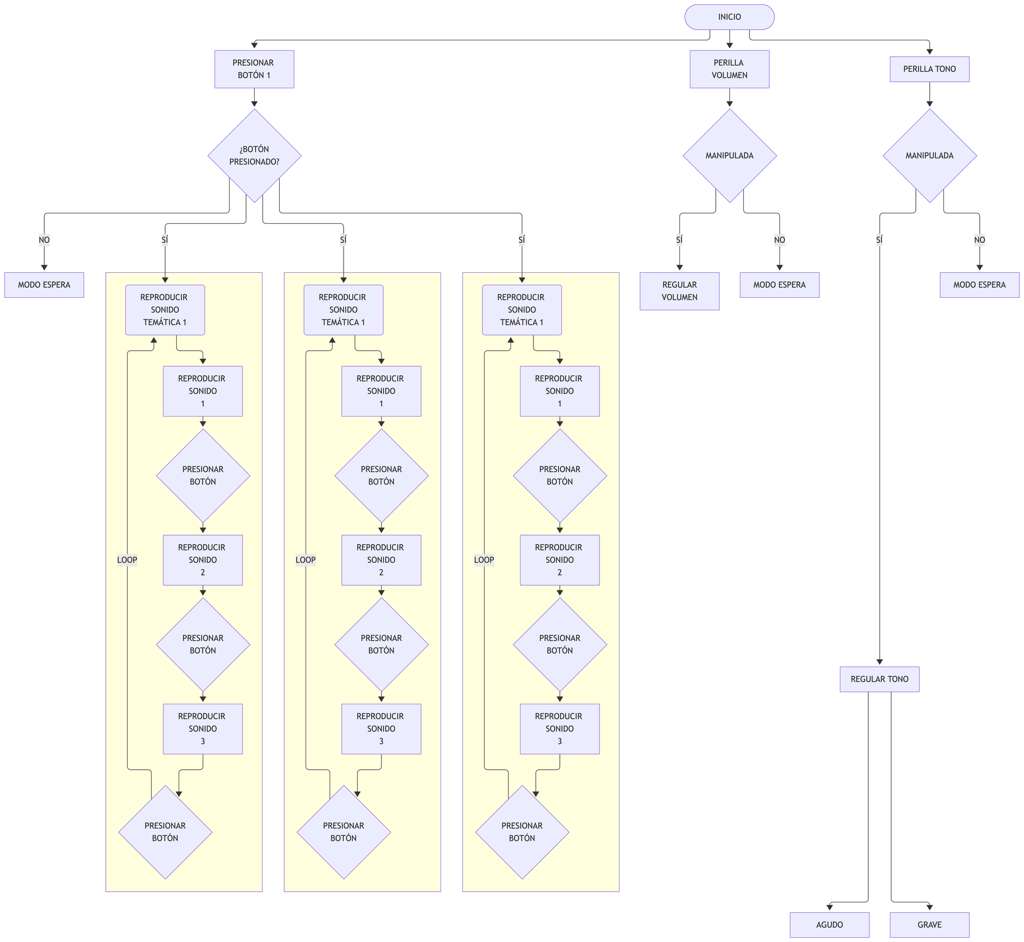 INICIO
PRESIONAR
BOTÓN 1
PERILLA
VOLUMEN
PERILLA TONO
¿BOTÓN
PRESIONADO?
MANIPULADA
MANIPULADA
NO
SÍ
SÍ
SÍ
SÍ
NO
SÍ
NO
MODO ESPERA
REPRODUCIR
SONIDO
TEMÁTICA 1
REPRODUCIR
SONIDO
TEMÁTICA 1
REPRODUCIR
SONIDO
TEMÁTICA 1
REGULAR
VOLUMEN
MODO ESPERA
MODO ESPERA
REPRODUCIR
SONIDO
1
REPRODUCIR
SONIDO
1
REPRODUCIR
SONIDO
1
PRESIONAR
BOTÓN
PRESIONAR
BOTÓN
PRESIONAR
BOTÓN
LOOP
REPRODUCIR
SONIDO
2
LOOP
REPRODUCIR
SONIDO
2
LOOP
REPRODUCIR
SONIDO
2
PRESIONAR
BOTÓN
PRESIONAR
BOTÓN
PRESIONAR
BOTÓN
REGULAR TONO
REPRODUCIR
SONIDO
3
REPRODUCIR
SONIDO
3
REPRODUCIR
SONIDO
3
PRESIONAR
BOTÓN
PRESIONAR
BOTÓN
PRESIONAR
BOTÓN
AGUDO
GRAVE